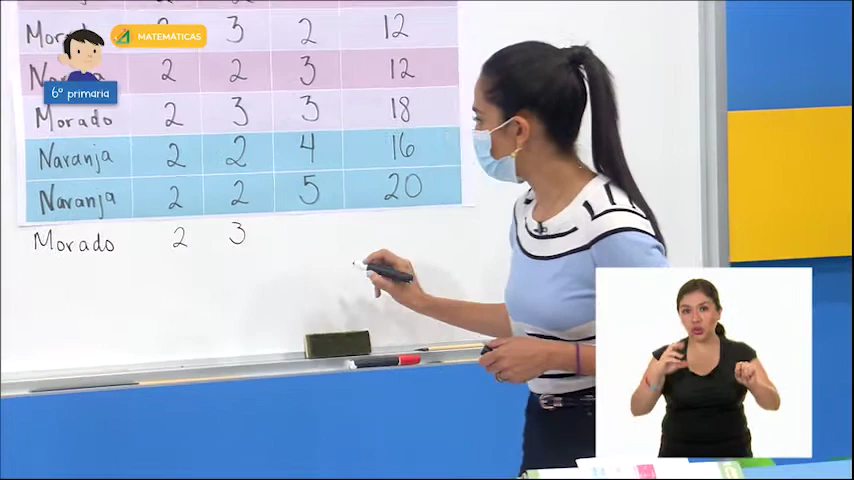 Morado 3 2 12
MATEMÁTICAS
2 2 3 12
6º primaria
Morado 2 3 3 18
Naranja 2 2 4 16
Naranja 2 2 5 20
Morado 2 3